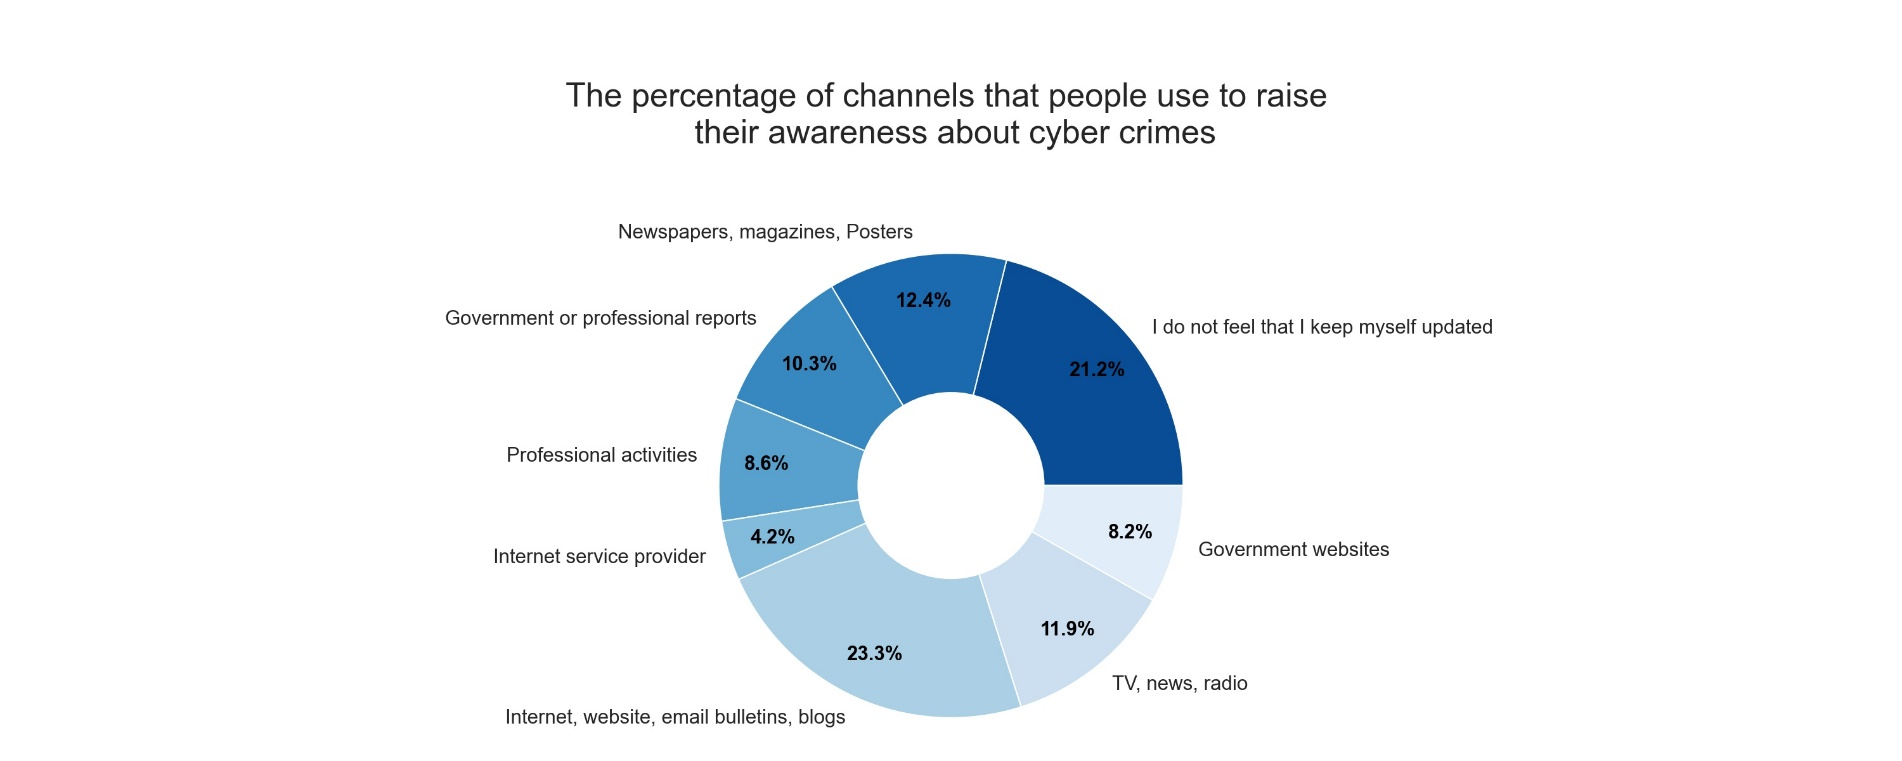 The percentage of channels that people use to raise
their awareness about cyber crimes
Newspapers, magazines, Posters
12.4%
Government or professional reports
10.3%
I do not feel that I keep myself updated
21.2%
Professional activities
8.6%
Internet service provider
4.2%
Government websites
8.2%
TV, news, radio
11.9%
Internet, website, email bulletins, blogs
23.3%